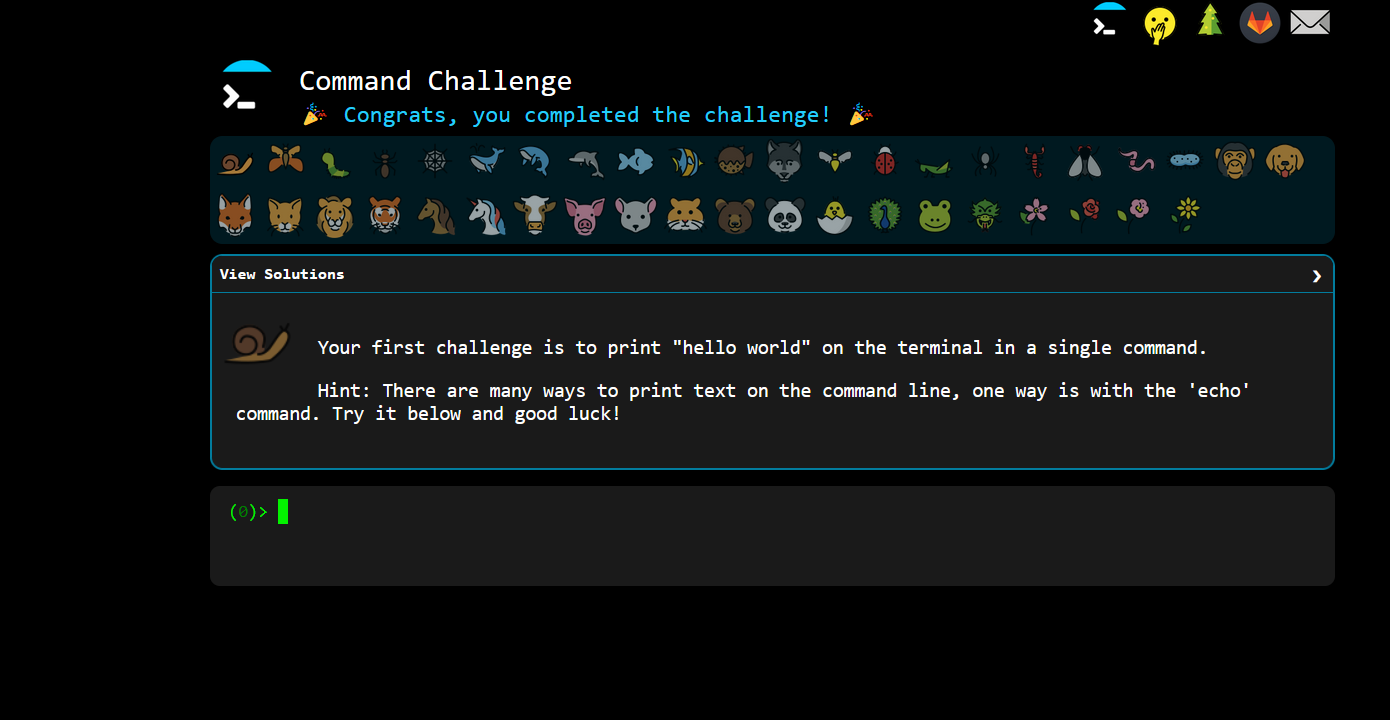 Command Challenge
🎉 Congrats, you completed the challenge! 🎉
View Solutions
Your first challenge is to print "hello world" on the terminal in a single command.
Hint: There are many ways to print text on the command line, one way is with the 'echo'
command. Try it below and good luck!
(0)>